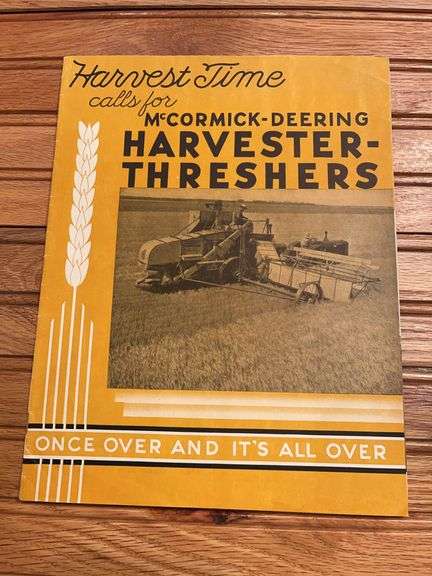 Harvest Time
calls for
McCORMICK-DEERING
HARVESTER-
THRESHERS
ONCE OVER AND IT'S ALL OVER